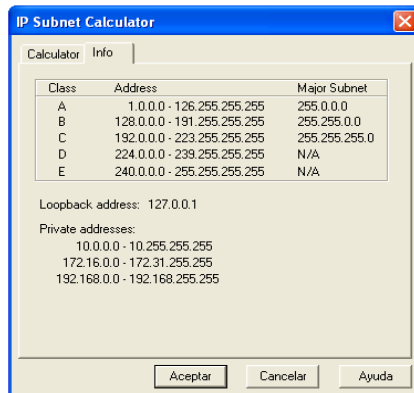 IP Subnet Calculator
Calculator Info
Class Address Major Subnet
A 1.0.0.0 - 126.255.255.255 255.0.0.0
B 128.0.0.0 - 191.255.255.255 255.255.0.0
C 192.0.0.0 - 223.255.255.255 255.255.255.0
D 224.0.0.0 - 239.255.255.255 N/A
E 240.0.0.0 - 255.255.255.255 N/A
Loopback address: 127.0.0.1
Private addresses:
10.0.0.0 - 10.255.255.255
172.16.0.0 - 172.31.255.255
192.168.0.0 - 192.168.255.255
Aceptar Cancelar Ayuda